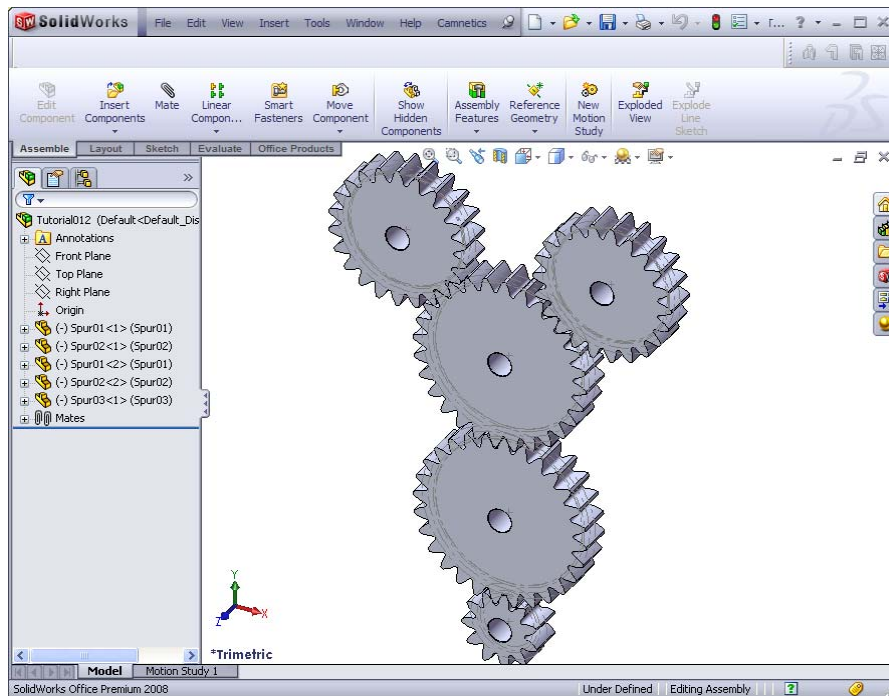 SolidWorks File Edit View Insert Tools Window Help Camnetics r... ?
Edit Component
Insert Components
Mate
Linear Compon...
Smart Fasteners
Move Component
Show Hidden Components
Assembly Features
Reference Geometry
New Motion Study
Exploded View
Explode Line Sketch
Assemble Layout Sketch Evaluate Office Products
Tutorial012 (Default<Default_Dis
A Annotations
Front Plane
Top Plane
Right Plane
Origin
(-) Spur01<1> (Spur01)
(-) Spur02<1> (Spur02)
(-) Spur01<2> (Spur01)
(-) Spur02<2> (Spur02)
(-) Spur03<1> (Spur03)
Mates
Y
X
Z
*Trimetric
Model Motion Study 1
SolidWorks Office Premium 2008 Under Defined Editing Assembly ?